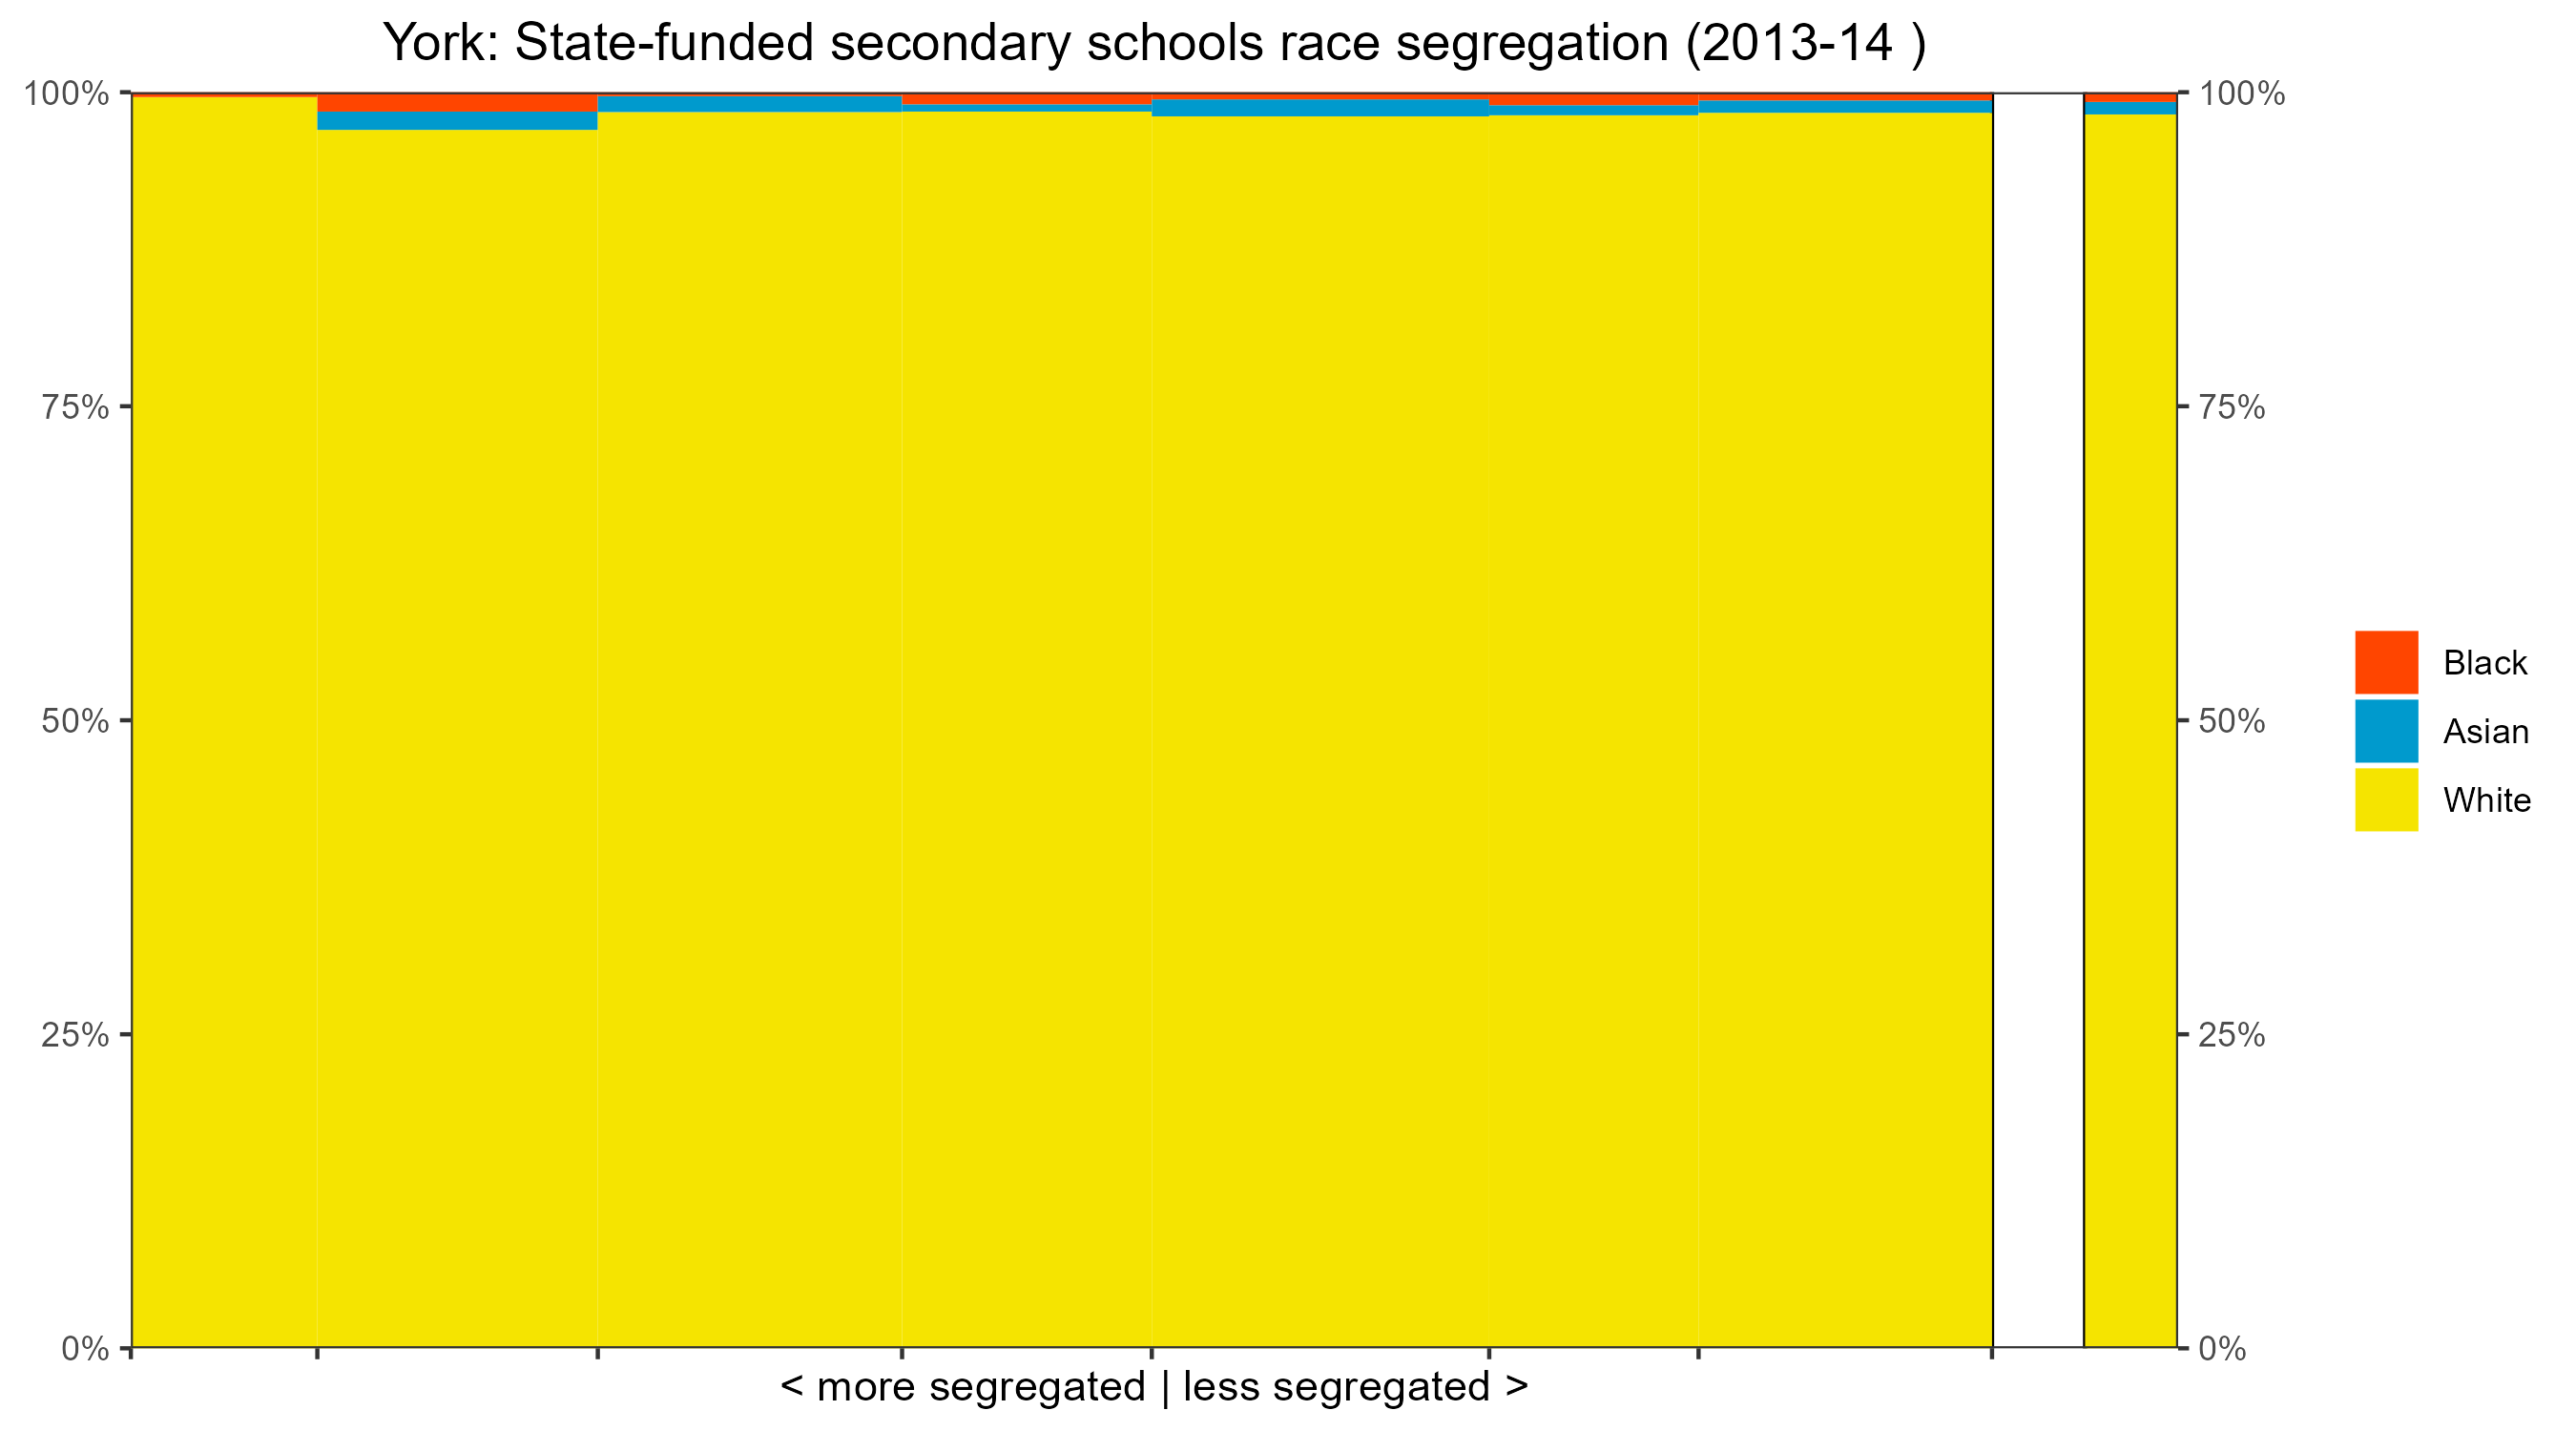 York: State-funded secondary schools race segregation (2013-14 )
100%
75%
50%
25%
0%
100%
75%
50%
25%
0%
Black
Asian
White
< more segregated | less segregated >